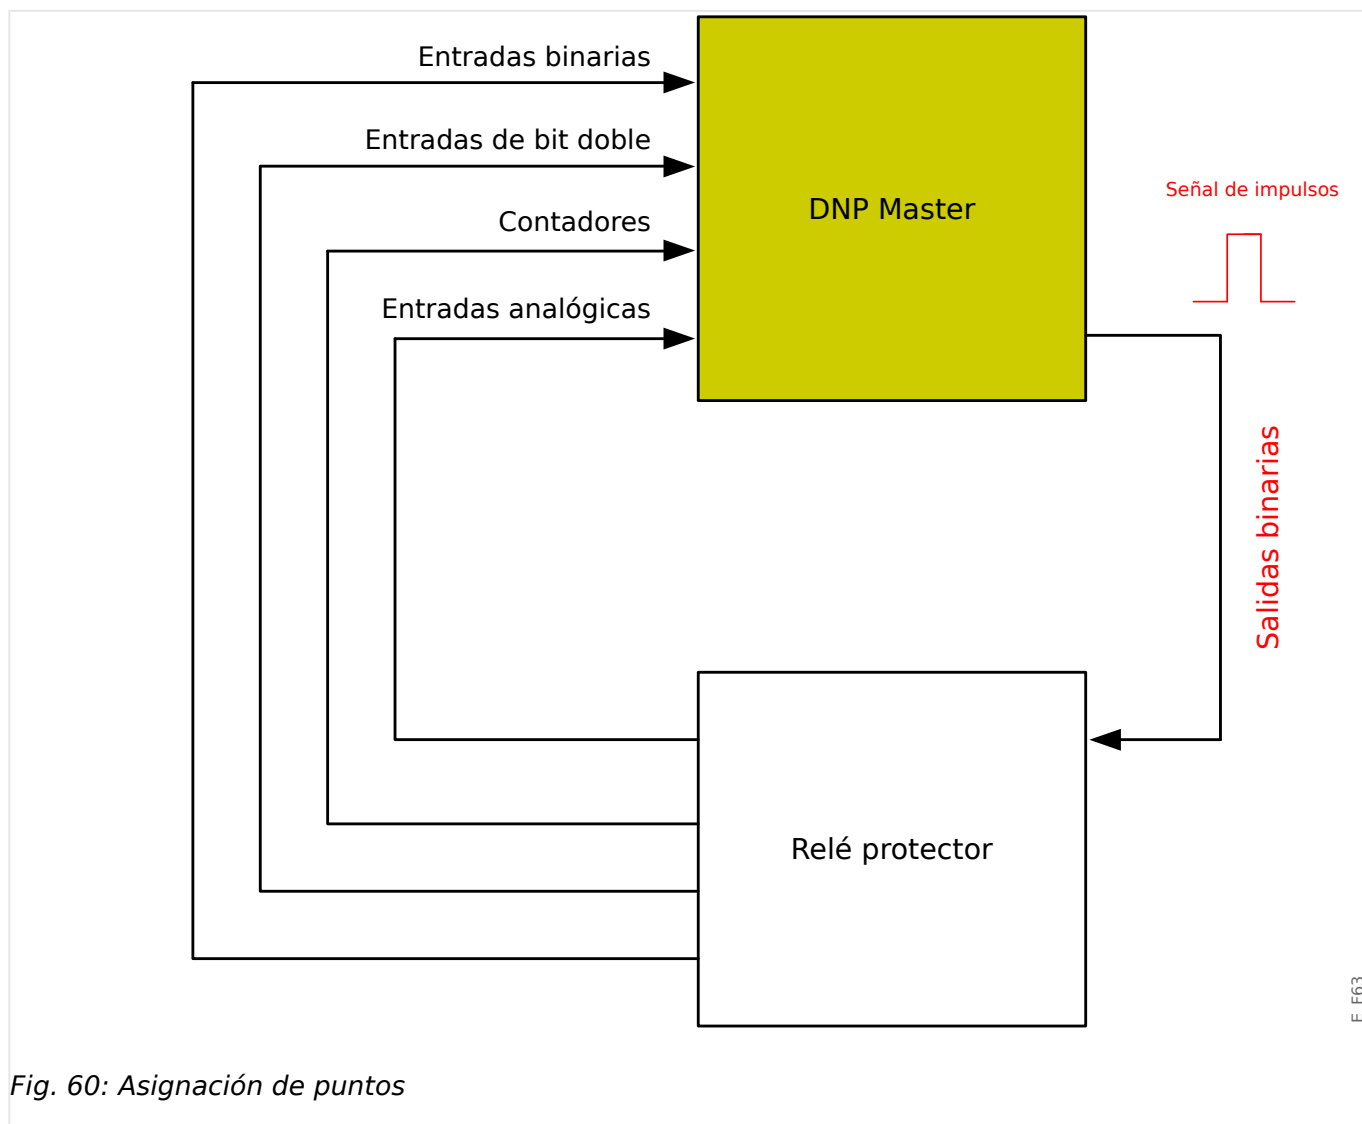 Entradas binarias
Entradas de bit doble
Contadores
Entradas analógicas
DNP Master
Señal de impulsos
Salidas binarias
Relé protector
Fig. 60: Asignación de puntos